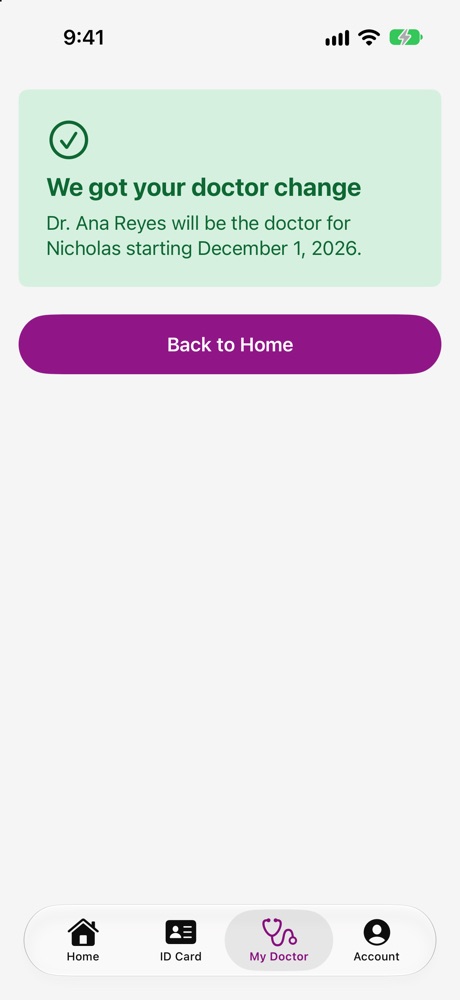 9:41
We got your doctor change
Dr. Ana Reyes will be the doctor for
Nicholas starting December 1, 2026.
Back to Home
Home
ID Card
My Doctor
Account